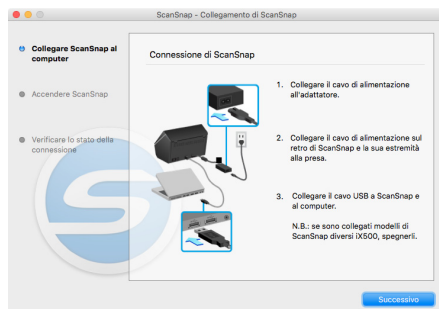 ScanSnap - Collegamento di ScanSnap
Collegare ScanSnap al
computer
Accendere ScanSnap
Verificare lo stato della
connessione
Connessione di ScanSnap
1. Collegare il cavo di alimentazione
all'adattatore.
2. Collegare il cavo di alimentazione sul
retro di ScanSnap e la sua estremità
alla presa.
3. Collegare il cavo USB a ScanSnap e
al computer.
N.B.: se sono collegati modelli di
ScanSnap diversi iX500, spegnerli.
Successivo